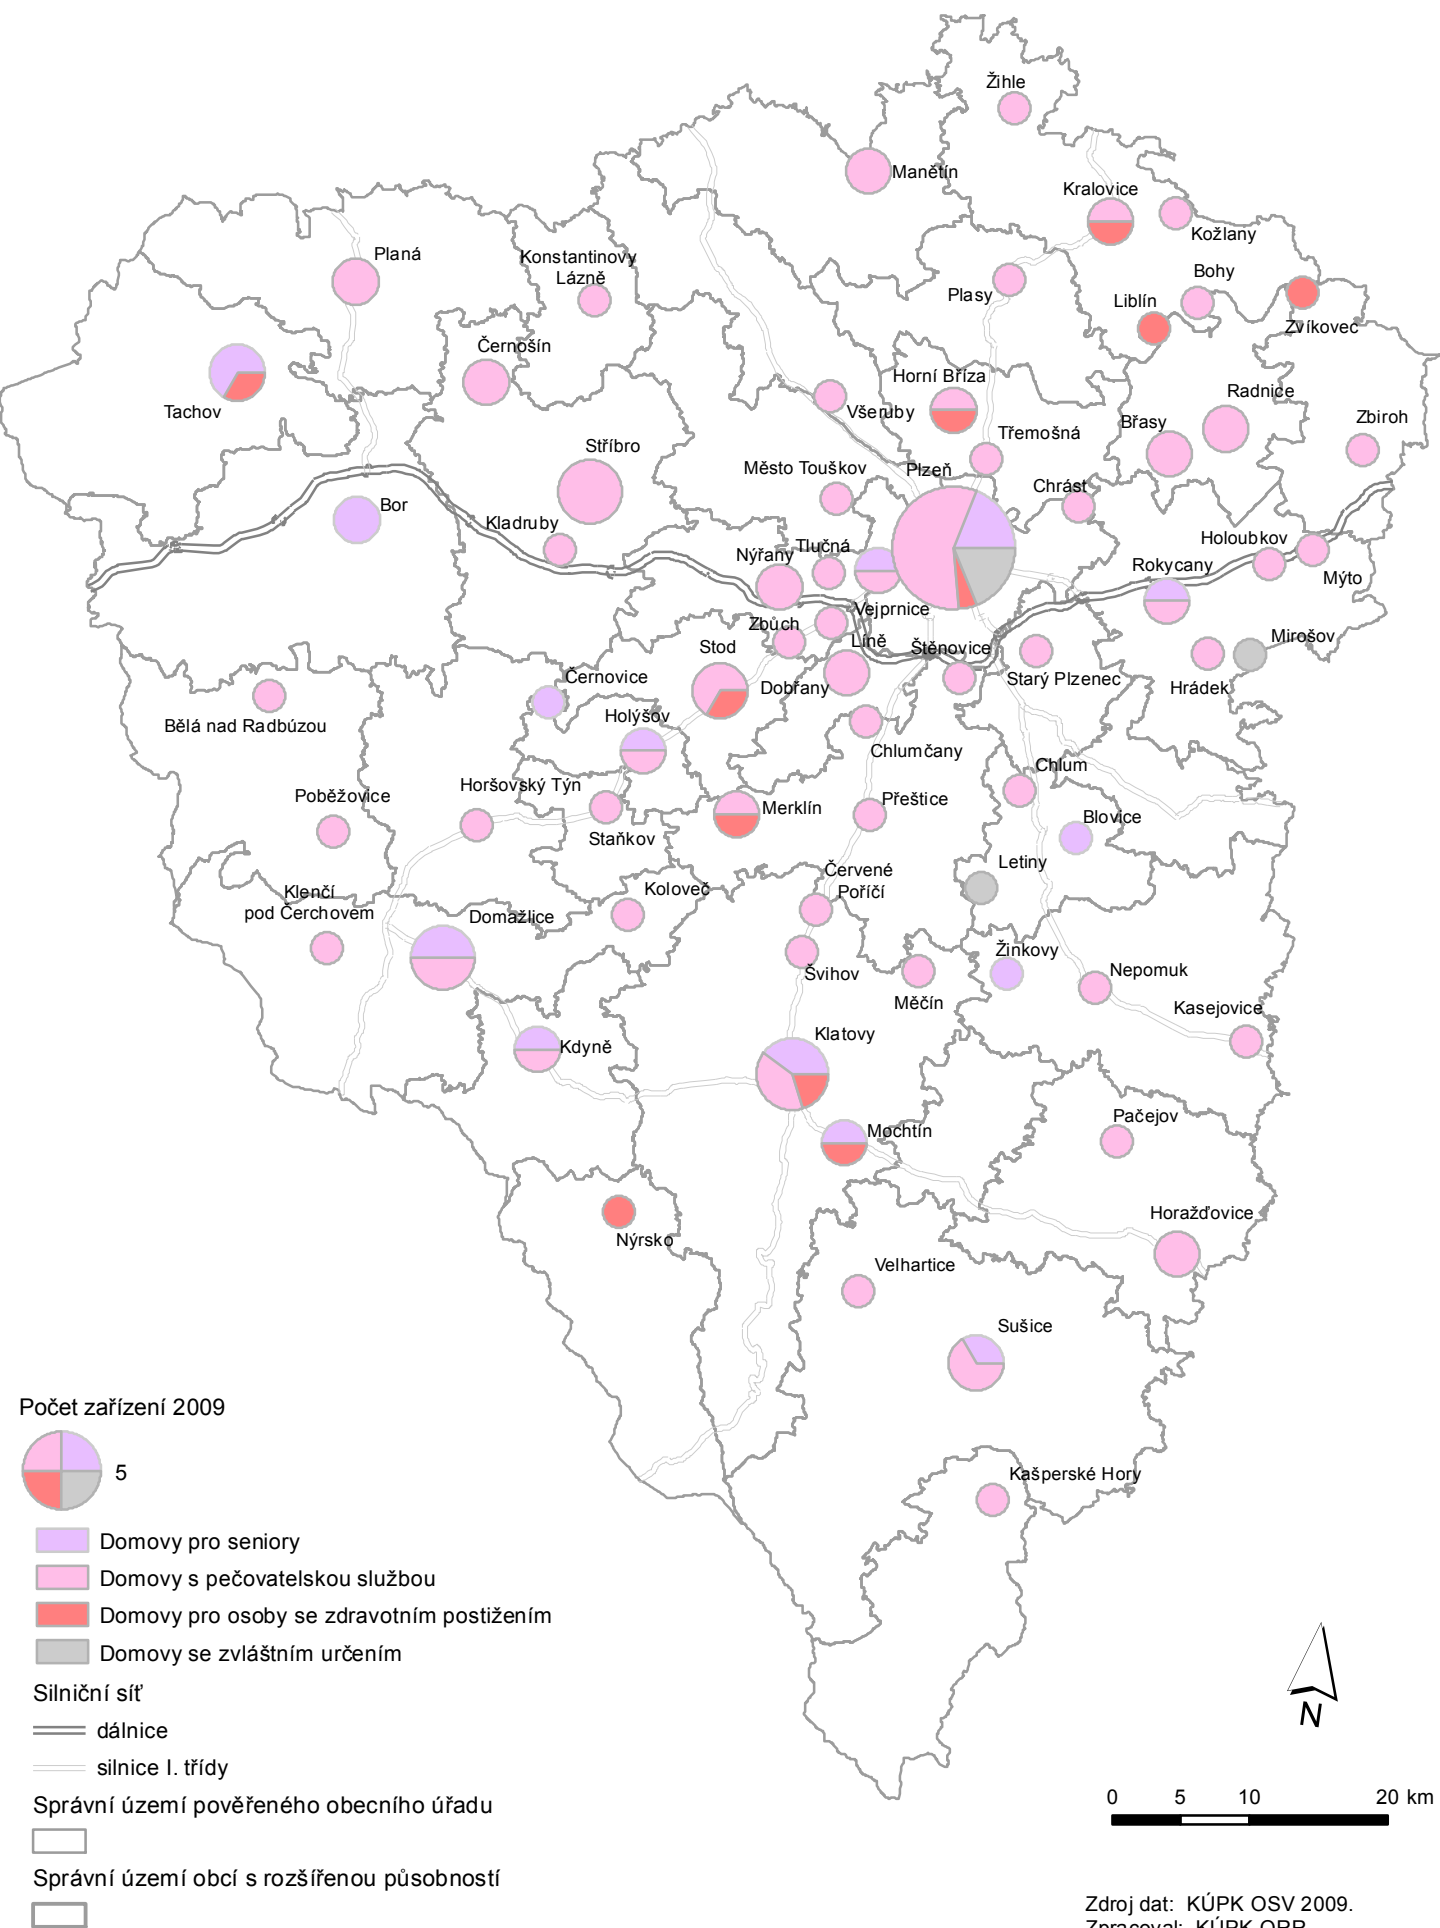 Žihle
Manětín
Kralovice
Kožlany
Planá
Konstantinovy
Lázně
Plasy
Bohy
Liblín
Zvíkovec
Černošín
Tachov
Horní Bříza
Všeruby
Radnice
Břasy
Zbiroh
Třemošná
Stříbro
Město Touškov
Plzeň
Chrást
Bor
Kladruby
Nýřany
Tlučná
Holoubkov
Rokycany
Mýto
Vejprnice
Zbůch
Líně
Štěnovice
Stod
Mirošov
Starý Plzenec
Hrádek
Černovice
Dobřany
Bělá nad Radbúzou
Holýšov
Chlumčany
Chlum
Horšovský Týn
Poběžovice
Merklín
Přeštice
Blovice
Staňkov
Letiny
Červené
Poříčí
Klenčí
pod Čerchovem
Koloveč
Domažlice
Žinkovy
Švihov
Měčín
Nepomuk
Kasejovice
Klatovy
Kdyně
Mochtín
Pačejov
Horažďovice
Nýrsko
Velhartice
Sušice
Kašperské Hory
Počet zařízení 2009
5
Domovy pro seniory
Domovy s pečovatelskou službou
Domovy pro osoby se zdravotním postižením
Domovy se zvláštním určením
Silniční síť
dálnice
silnice I. třídy
Správní území pověřeného obecního úřadu
Správní území obcí s rozšířenou působností
N
0 5 10 20 km
Zdroj dat: KÚPK OSV 2009.
Zpracoval: KÚPK ORR